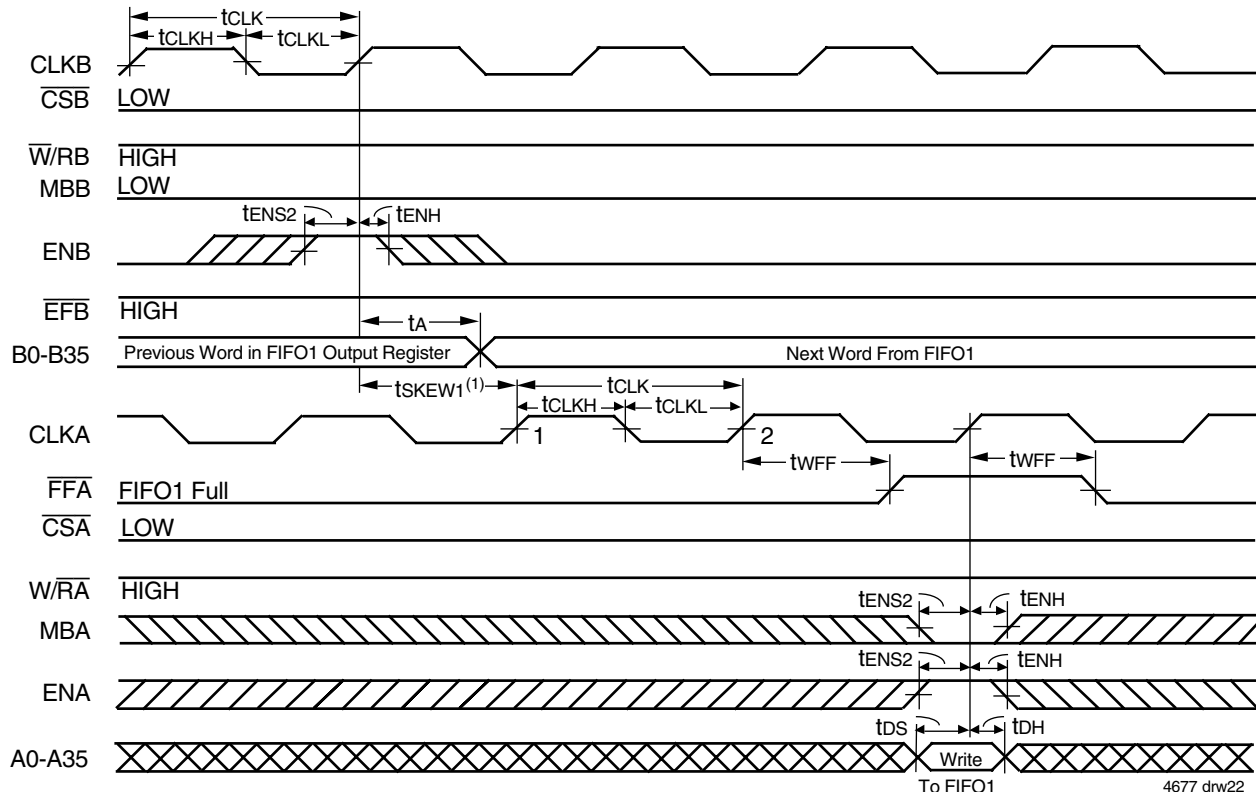 tCLK
tCLKH tCLKL
CLKB
CSB LOW
W/RB HIGH
MBB LOW
tENS2 tENH
ENB
EFB HIGH
tA
B0-B35 Previous Word in FIFO1 Output Register Next Word From FIFO1
tSKEW1(1) tCLK
tCLKH tCLKL
CLKA 1 2
tWFF tWFF
FFA FIFO1 Full
CSA LOW
W/RA HIGH
tENS2 tENH
MBA
tENS2 tENH
ENA
tDS tDH
A0-A35 Write
To FIFO1 4677 drw22